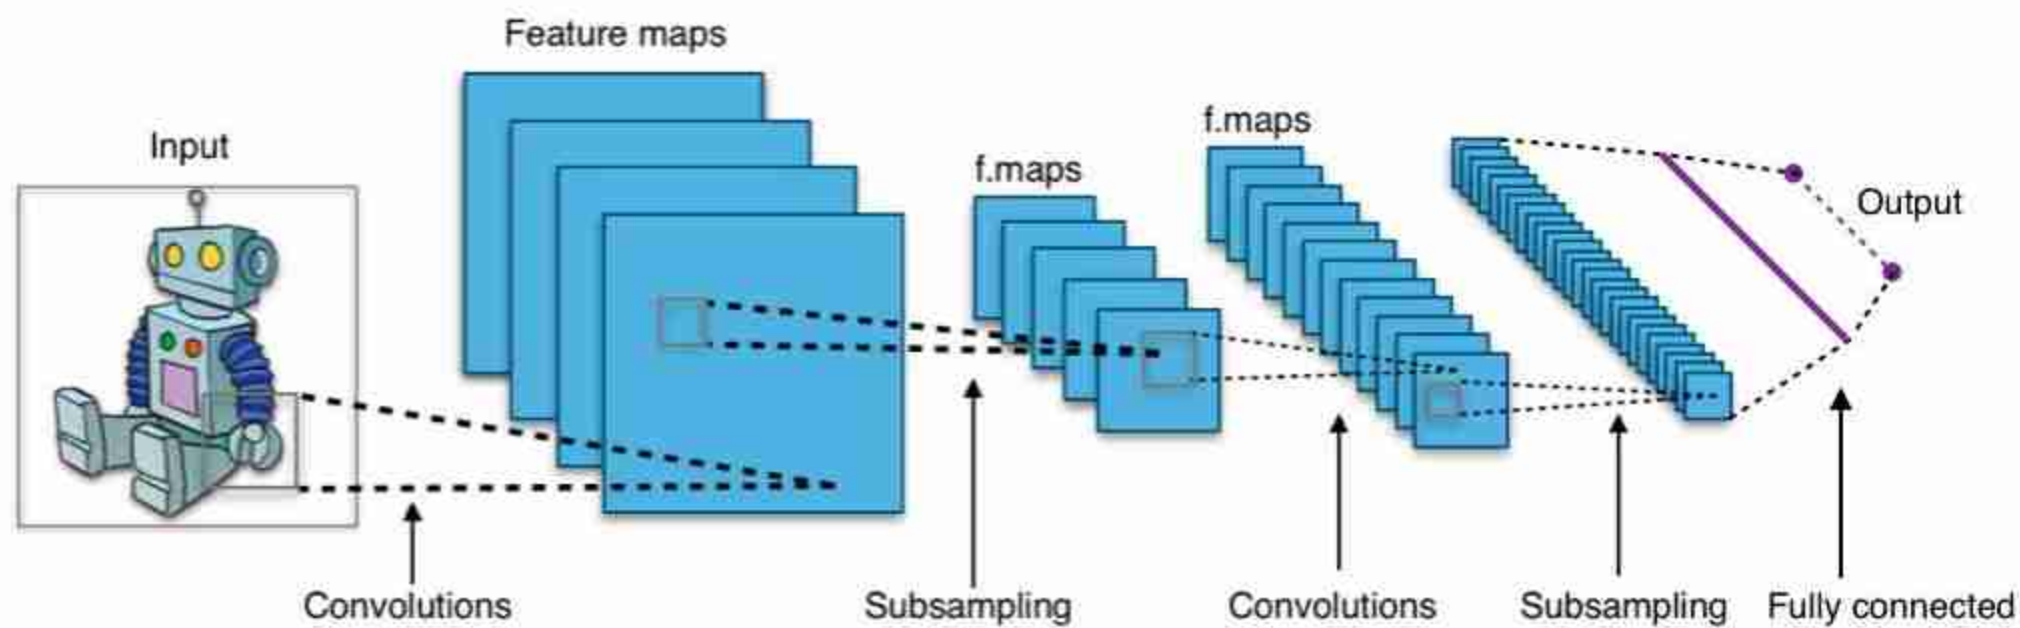 Feature maps
Input
f.maps
f.maps
Output
Convolutions
Subsampling
Convolutions
Subsampling
Fully connected